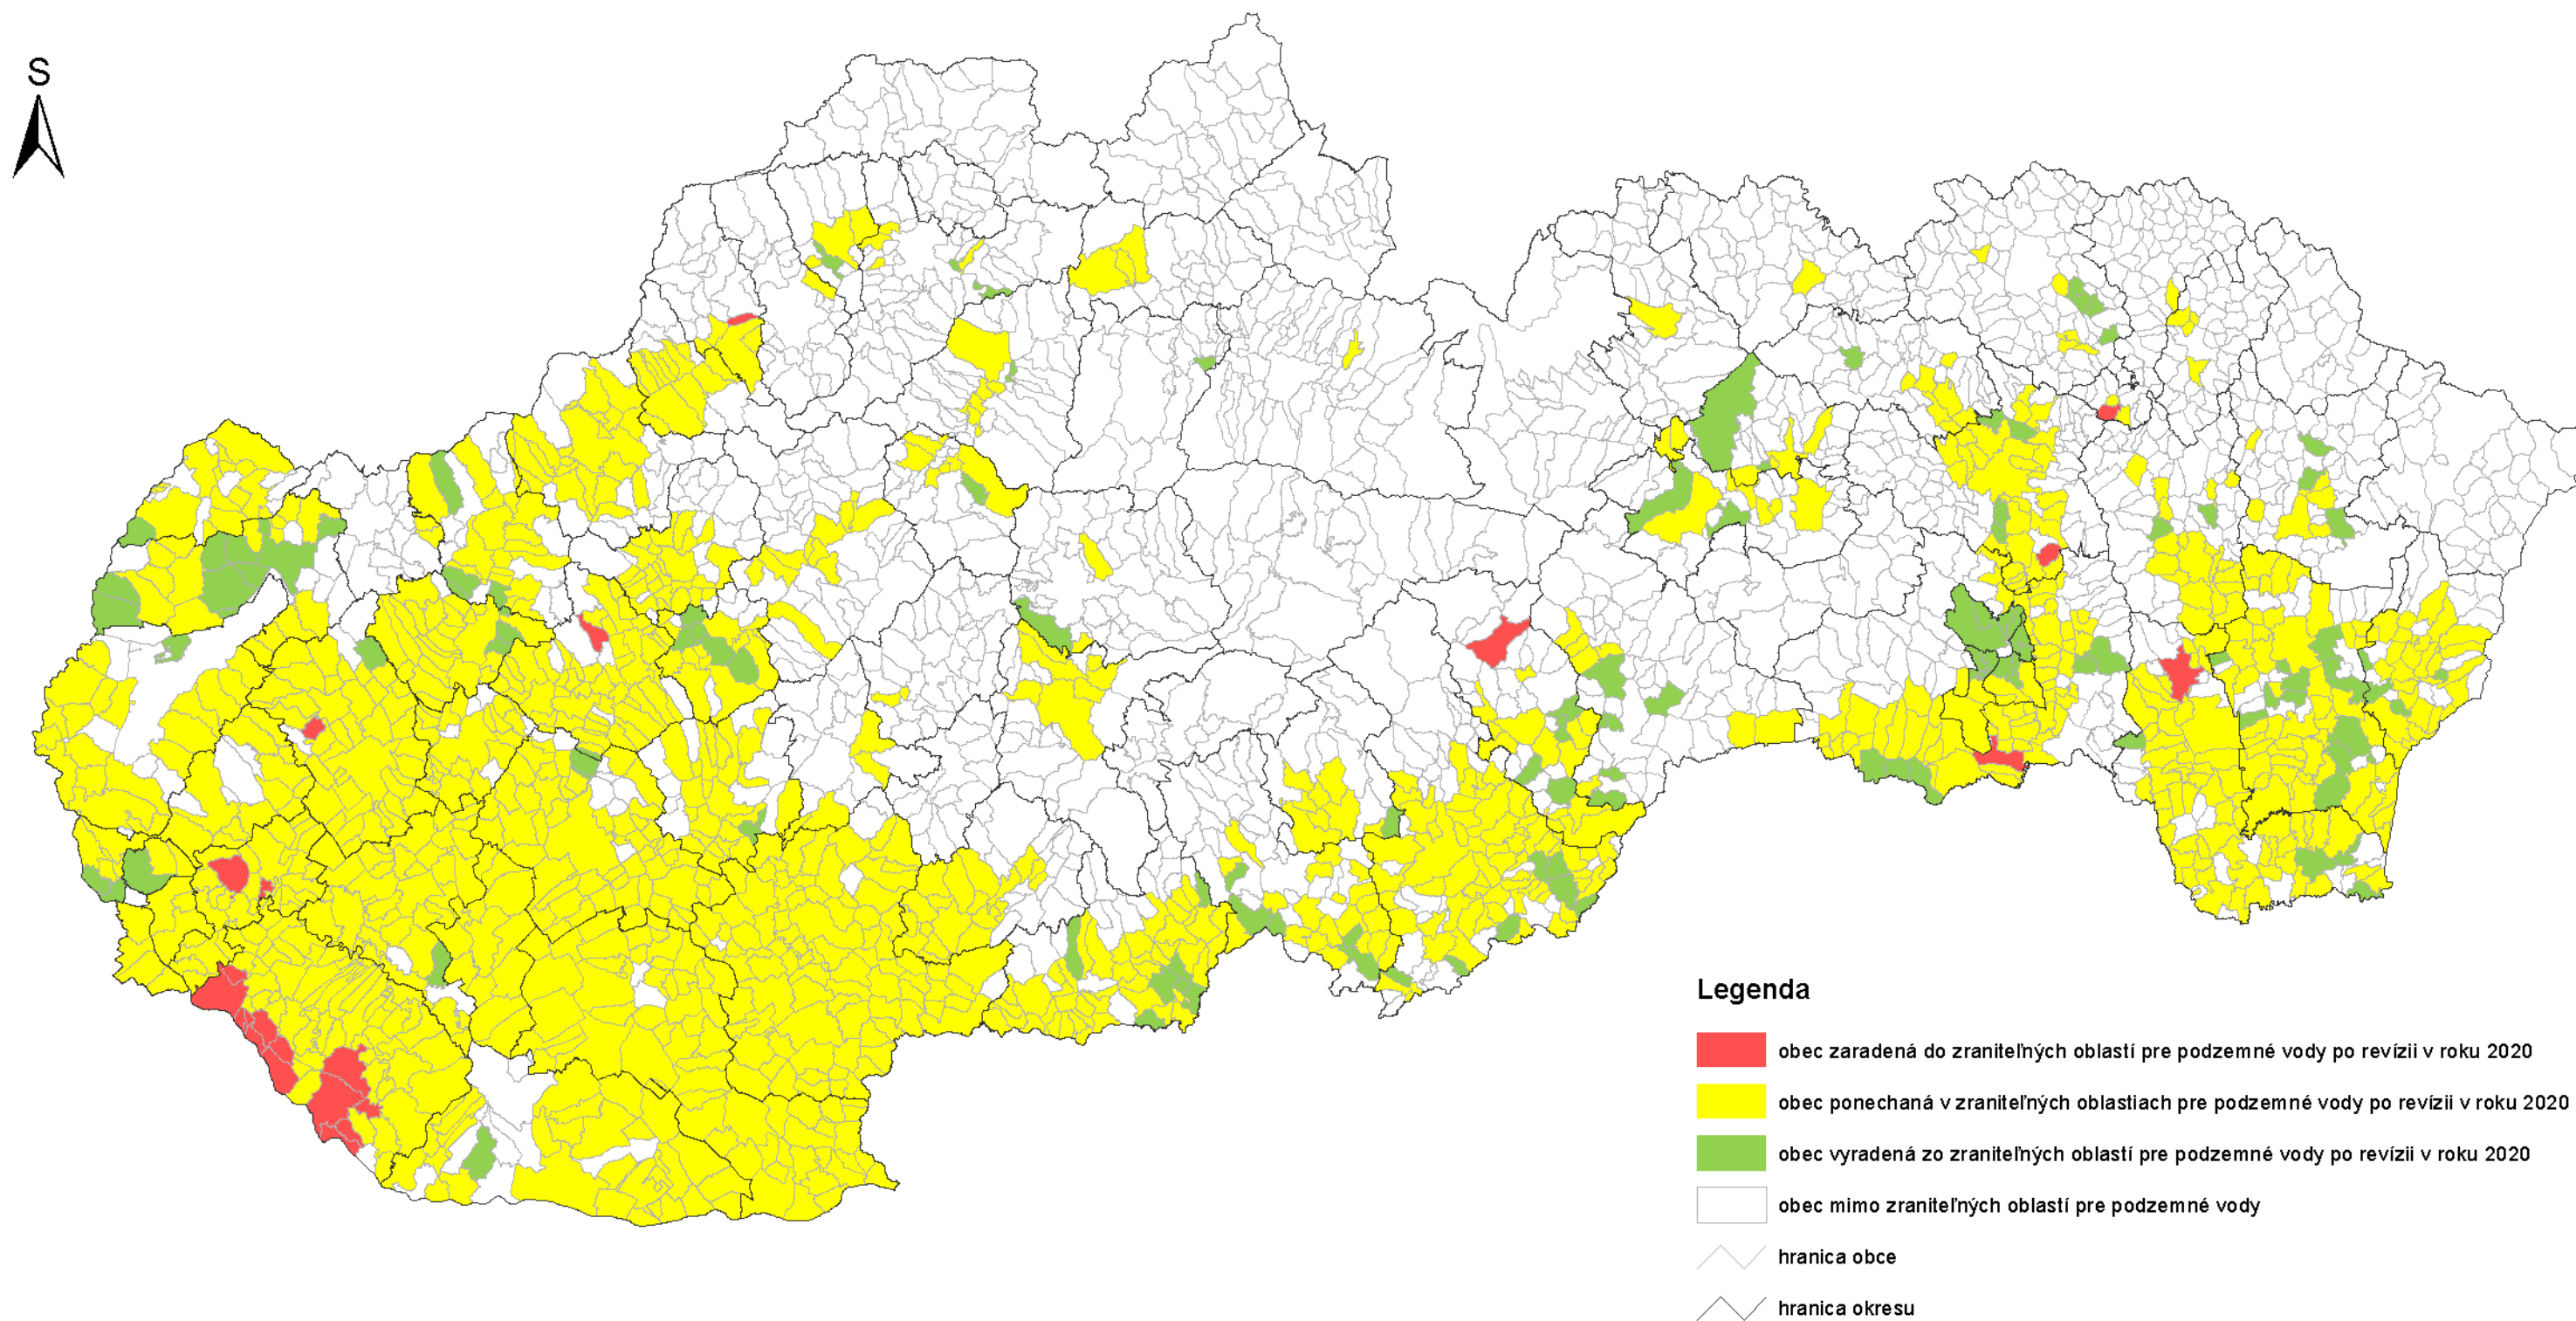 S
Legenda
obec zaradená do zraniteľných oblastí pre podzemné vody po revízii v roku 2020
obec ponechaná v zraniteľných oblastiach pre podzemné vody po revízii v roku 2020
obec vyradená zo zraniteľných oblastí pre podzemné vody po revízii v roku 2020
obec mimo zraniteľných oblastí pre podzemné vody
hranica obce
hranica okresu